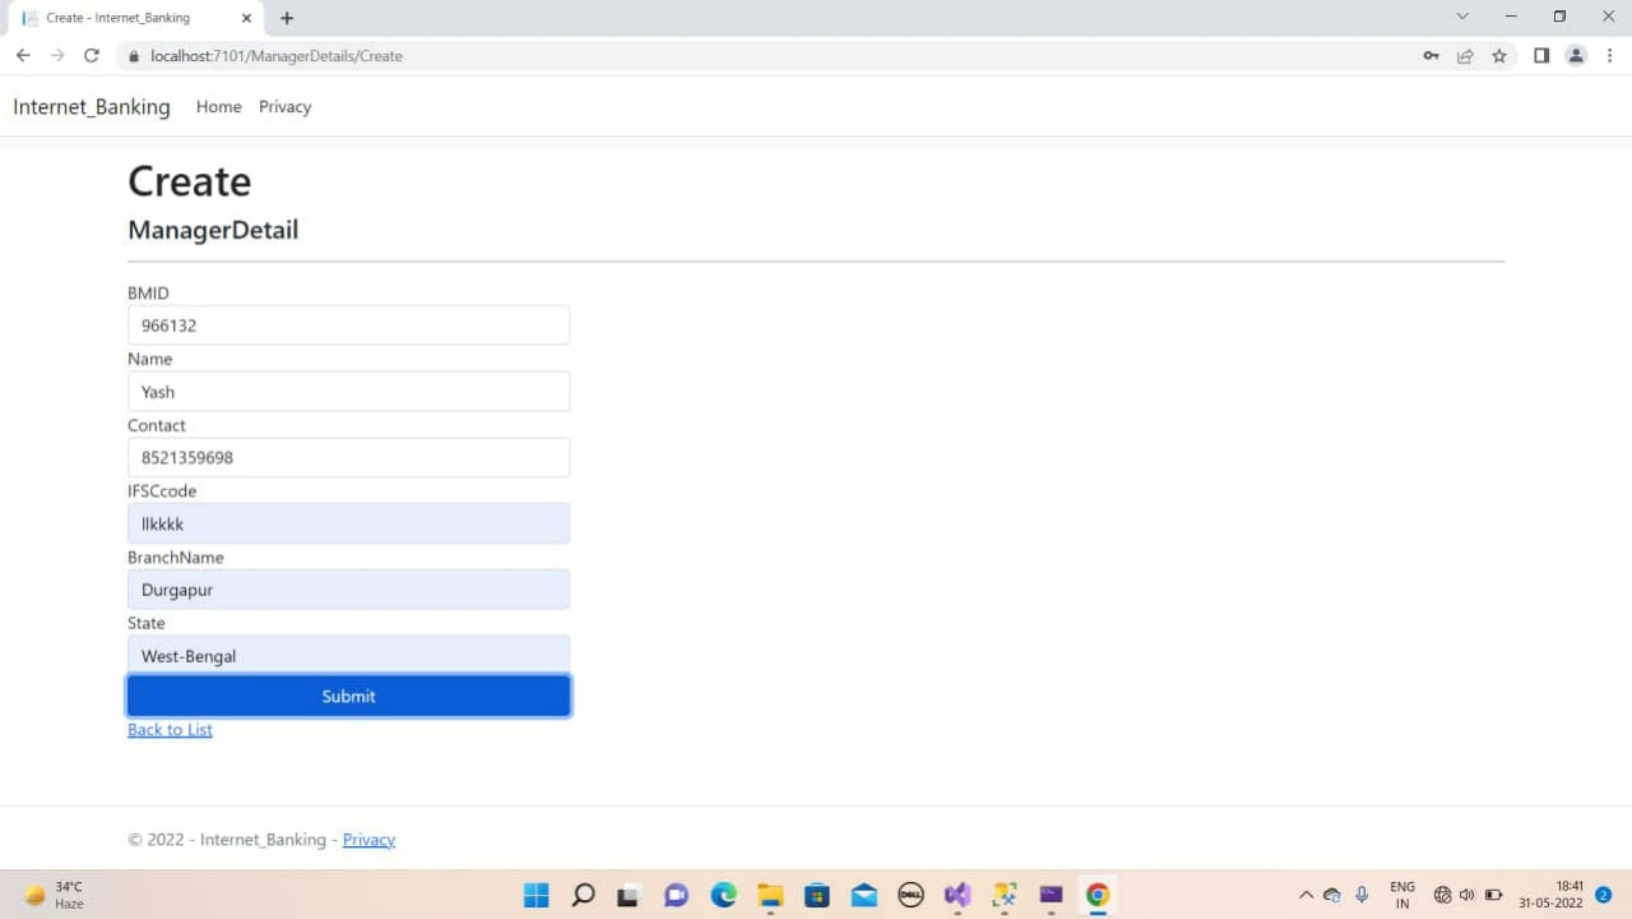 Create - Internet_Banking
localhost:7101/ManagerDetails/Create
Internet_Banking Home Privacy
Create
ManagerDetail
BMID
966132
Name
Yash
Contact
8521359698
IFSCcode
llkkkk
BranchName
Durgapur
State
West-Bengal
Submit
Back to List
© 2022 - Internet_Banking - Privacy
34°C
Haze
DELL
ENG
IN
18:41
31-05-2022
2